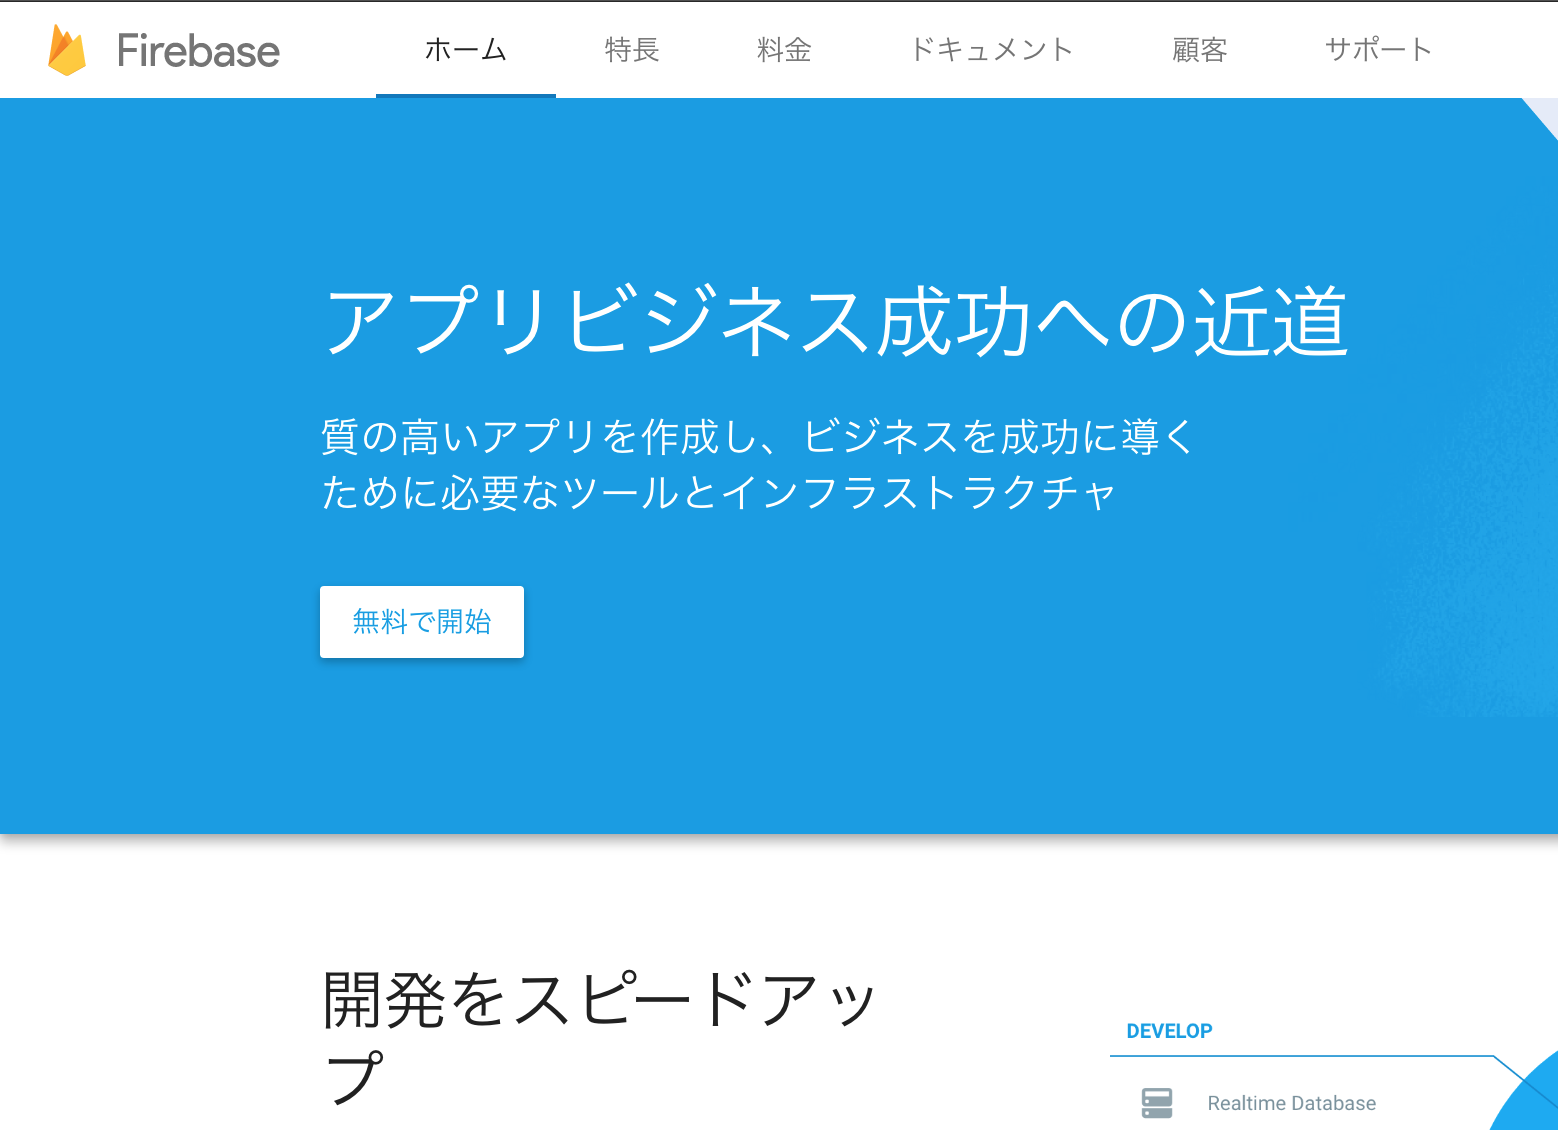 Firebase
ホーム
特長
料金
ドキュメント
顧客
サポート
アプリビジネス成功への近道
質の高いアプリを作成し、ビジネスを成功に導く
ために必要なツールとインフラストラクチャ
無料で開始
開発をスピードアッ
プ
DEVELOP
Realtime Database